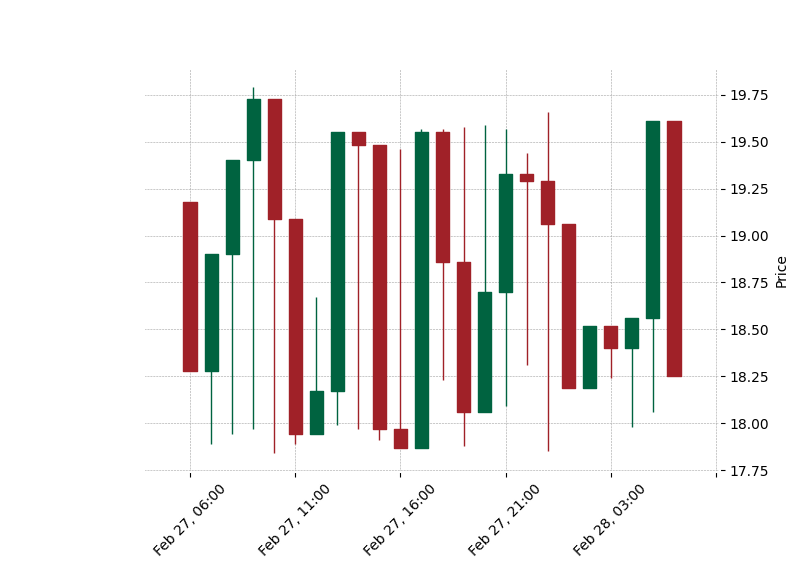 19.75
19.50
19.25
19.00
18.75
18.50
18.25
18.00
17.75
Price
Feb 27, 06:00
Feb 27, 11:00
Feb 27, 16:00
Feb 27, 21:00
Feb 28, 03:00